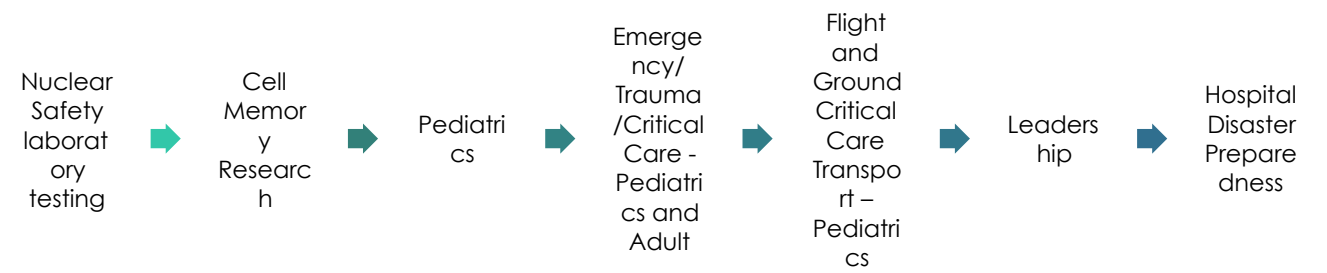 Nuclear
Safety
laborat
ory
testing
Cell
Memor
y
Researc
h
Pediatri
cs
Emerge
ncy/
Trauma
/Critical
Care -
Pediatri
cs and
Adult
Flight
and
Ground
Critical
Care
Transpo
rt –
Pediatri
cs
Leaders
hip
Hospital
Disaster
Prepare
dness